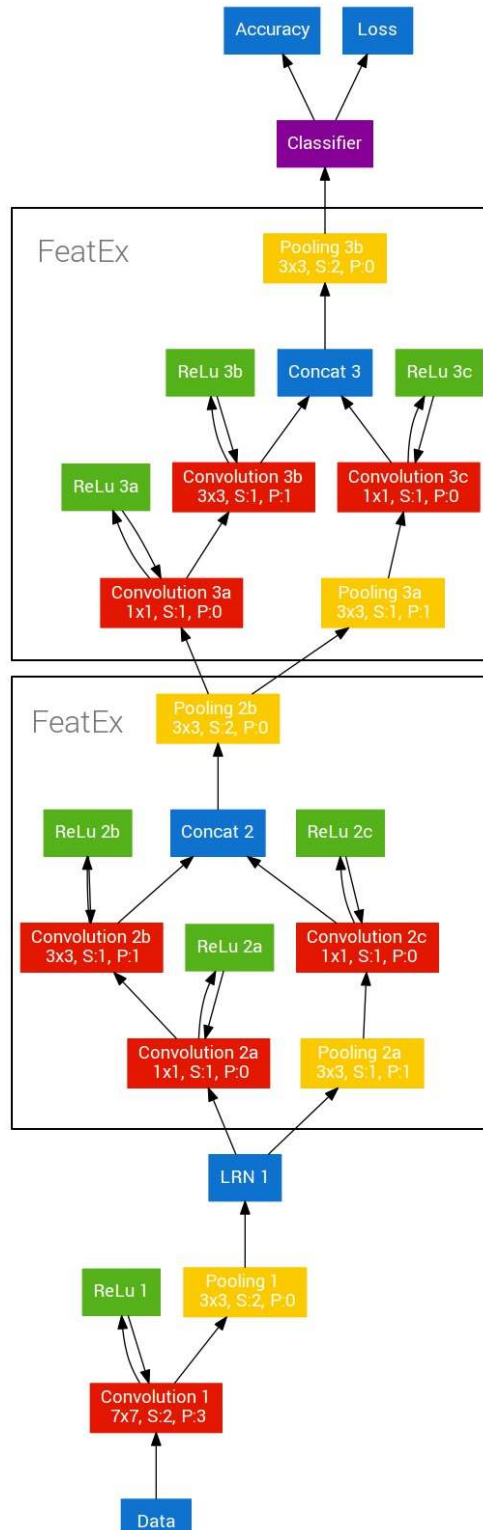 Accuracy
Loss
Classifier
FeatEx
Pooling 3b
3x3, S:2, P:0
ReLu 3b
Concat 3
ReLu 3c
ReLu 3a
Convolution 3b
3x3, S:1, P:1
Convolution 3c
1x1, S:1, P:0
Convolution 3a
1x1, S:1, P:0
Pooling 3a
3x3, S:1, P:1
FeatEx
Pooling 2b
3x3, S:2, P:0
ReLu 2b
Concat 2
ReLu 2c
Convolution 2b
3x3, S:1, P:1
ReLu 2a
Convolution 2c
1x1, S:1, P:0
Convolution 2a
1x1, S:1, P:0
Pooling 2a
3x3, S:1, P:1
LRN 1
ReLu 1
Pooling 1
3x3, S:2, P:0
Convolution 1
7x7, S:2, P:3
Data